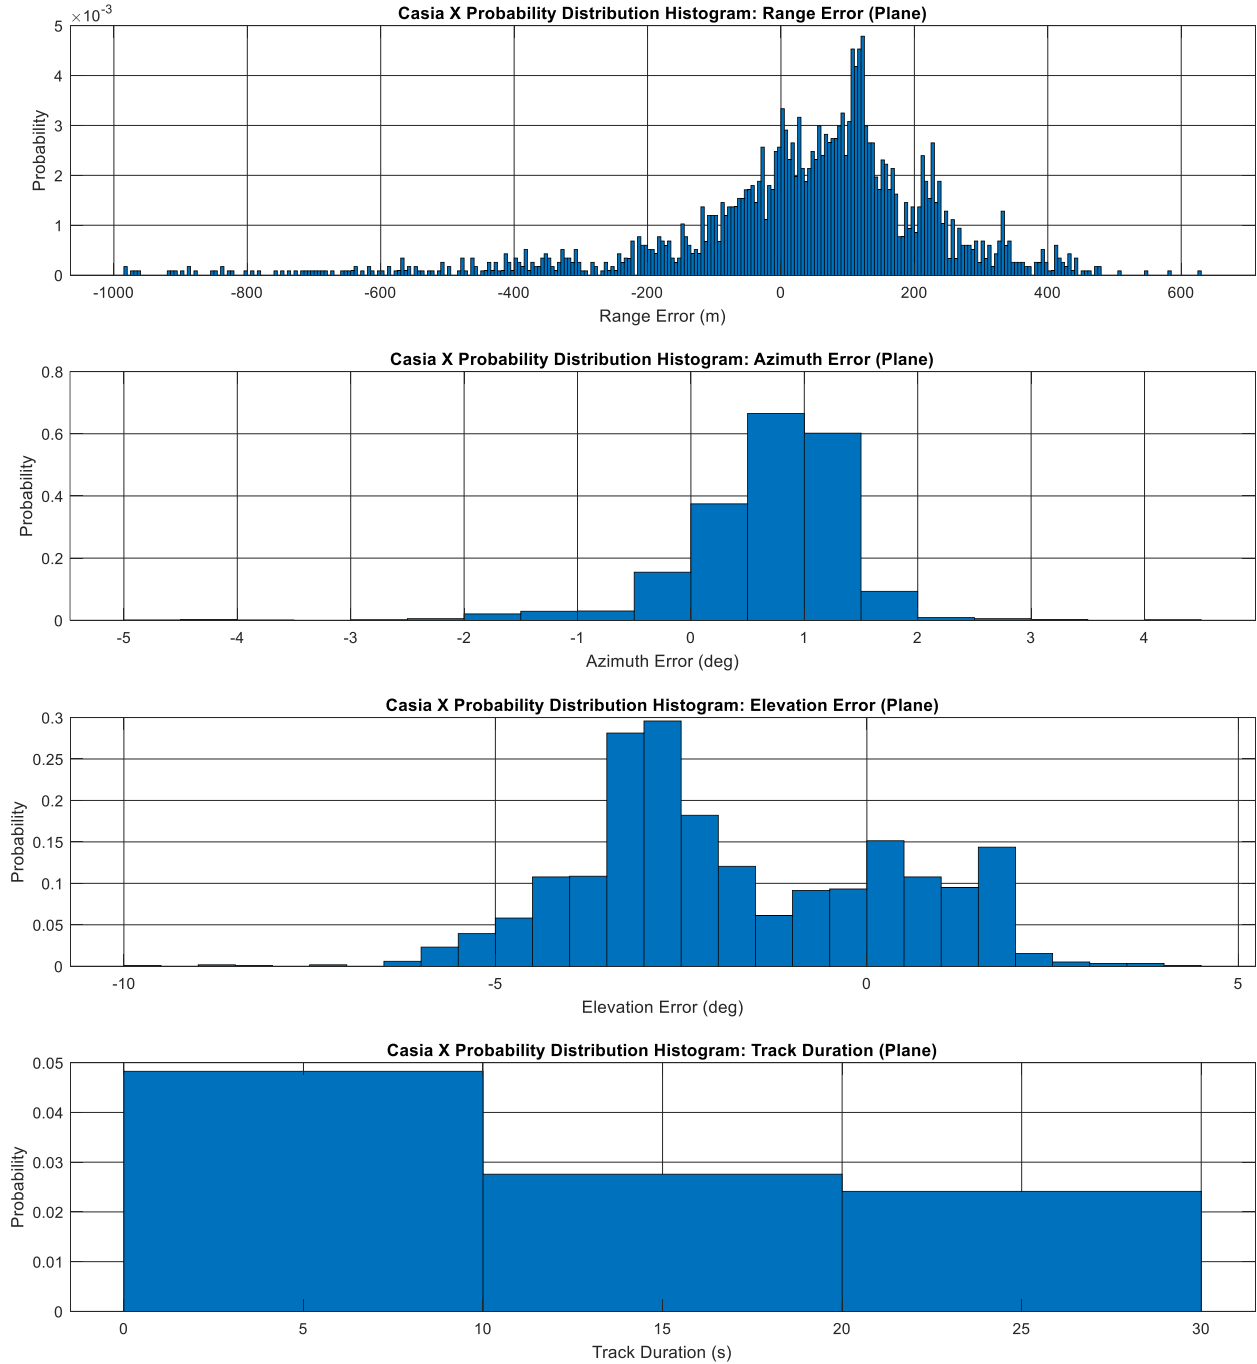 Casia X Probability Distribution Histogram: Range Error (Plane)
×10-3
5
4
3
2
1
0
Probability
-1000 -800 -600 -400 -200 0 200 400 600
Range Error (m)
Casia X Probability Distribution Histogram: Azimuth Error (Plane)
0.8
0.6
0.4
0.2
0
Probability
-5 -4 -3 -2 -1 0 1 2 3 4
Azimuth Error (deg)
Casia X Probability Distribution Histogram: Elevation Error (Plane)
0.3
0.25
0.2
0.15
0.1
0.05
0
Probability
-10 -5 0 5
Elevation Error (deg)
Casia X Probability Distribution Histogram: Track Duration (Plane)
0.05
0.04
0.03
0.02
0.01
0
Probability
0 5 10 15 20 25 30
Track Duration (s)